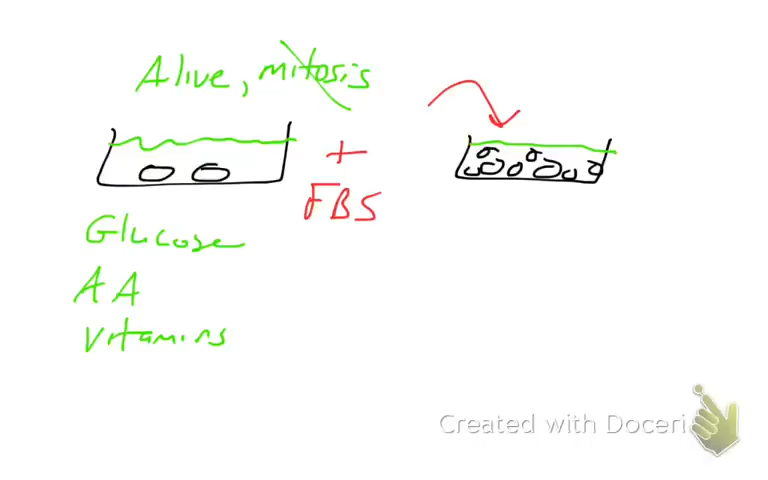 Alive, mitosis
+
FBS
Glucose
AA
Vitamins
Created with Doceri